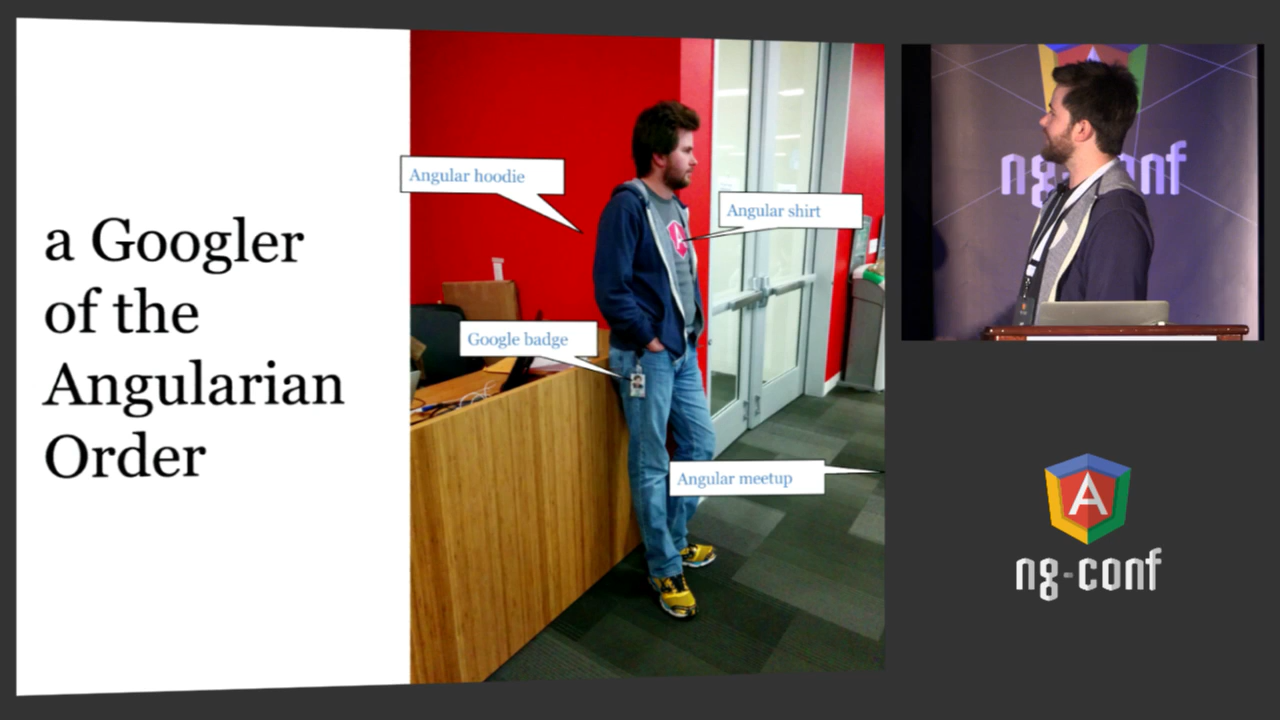 a Googler
of the
Angularian
Order
Angular hoodie
Angular shirt
A
Google badge
Angular meetup
ng-conf
A
ng-conf